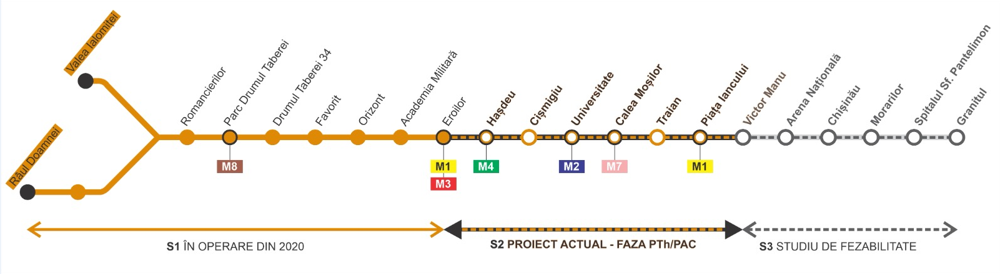 Valea Ialomiței
Râul Doamnei
Romancierilor
Parc Drumul Taberei
Drumul Taberei 34
Favorit
Orizont
Academia Militară
Eroilor
Hașdeu
Cișmigiu
Universitate
Calea Moșilor
Traian
Piața Iancului
Victor Manu
Arena Națională
Chișinău
Morarilor
Spitalul Sf. Pantelimon
Granitul
M8
M1
M3
M4
M2
M7
M1
S1 ÎN OPERARE DIN 2020
S2 PROIECT ACTUAL - FAZA PTh/PAC
S3 STUDIU DE FEZABILITATE